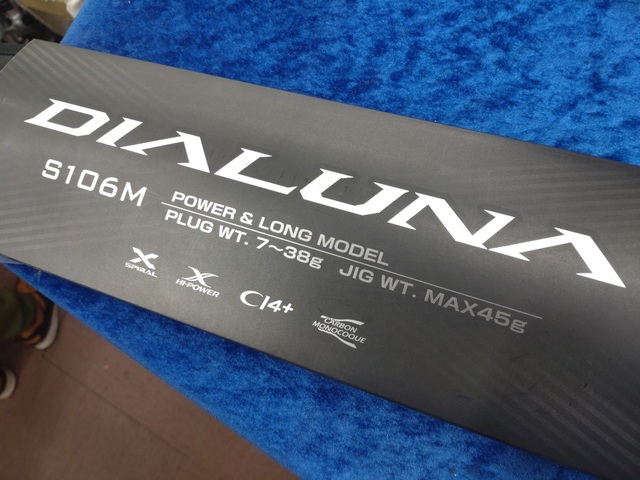 DIALUNA
S106M
POWER & LONG MODEL
PLUG WT. 7～38g JIG WT. MAX45g
X SPIRAL
X HI-POWER
CI4+
CARBON MONOCOQUE